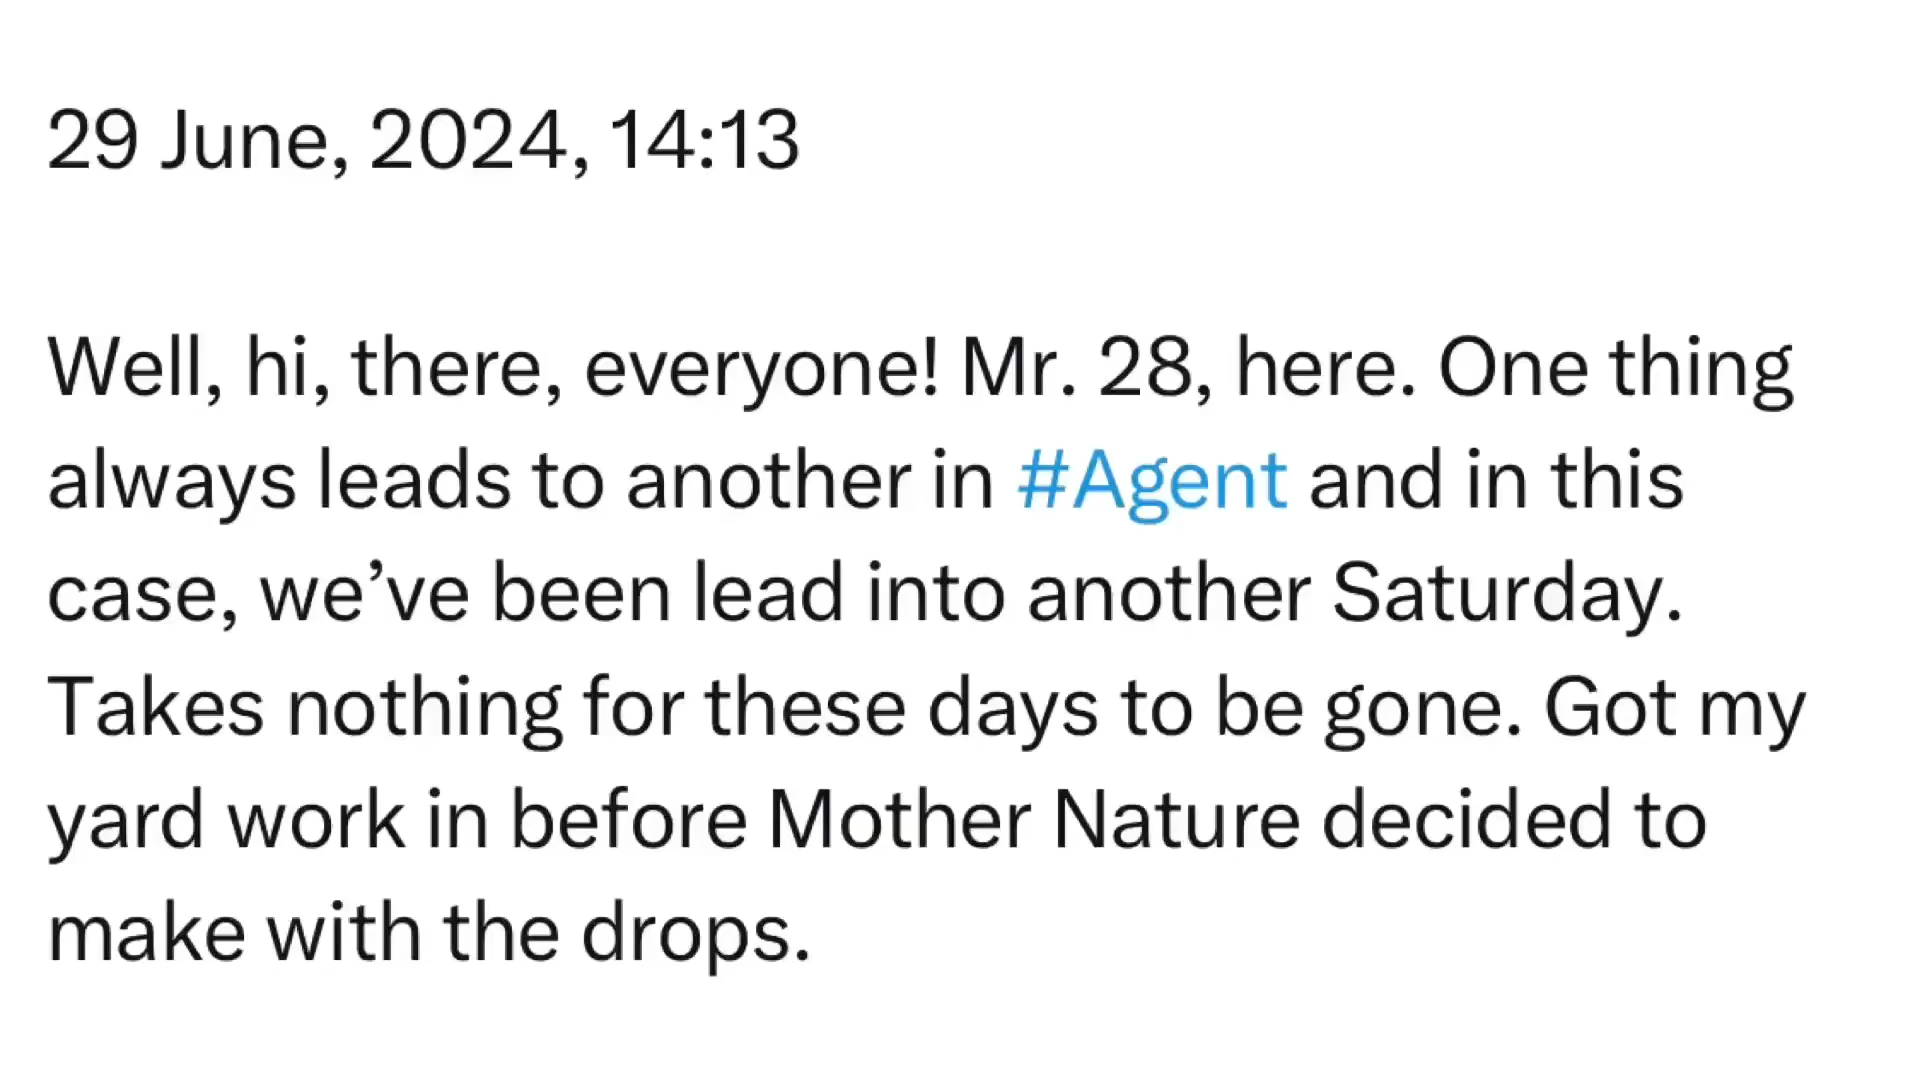 29 June, 2024, 14:13
Well, hi, there, everyone! Mr. 28, here. One thing
always leads to another in #Agent and in this
case, we’ve been lead into another Saturday.
Takes nothing for these days to be gone. Got my
yard work in before Mother Nature decided to
make with the drops.